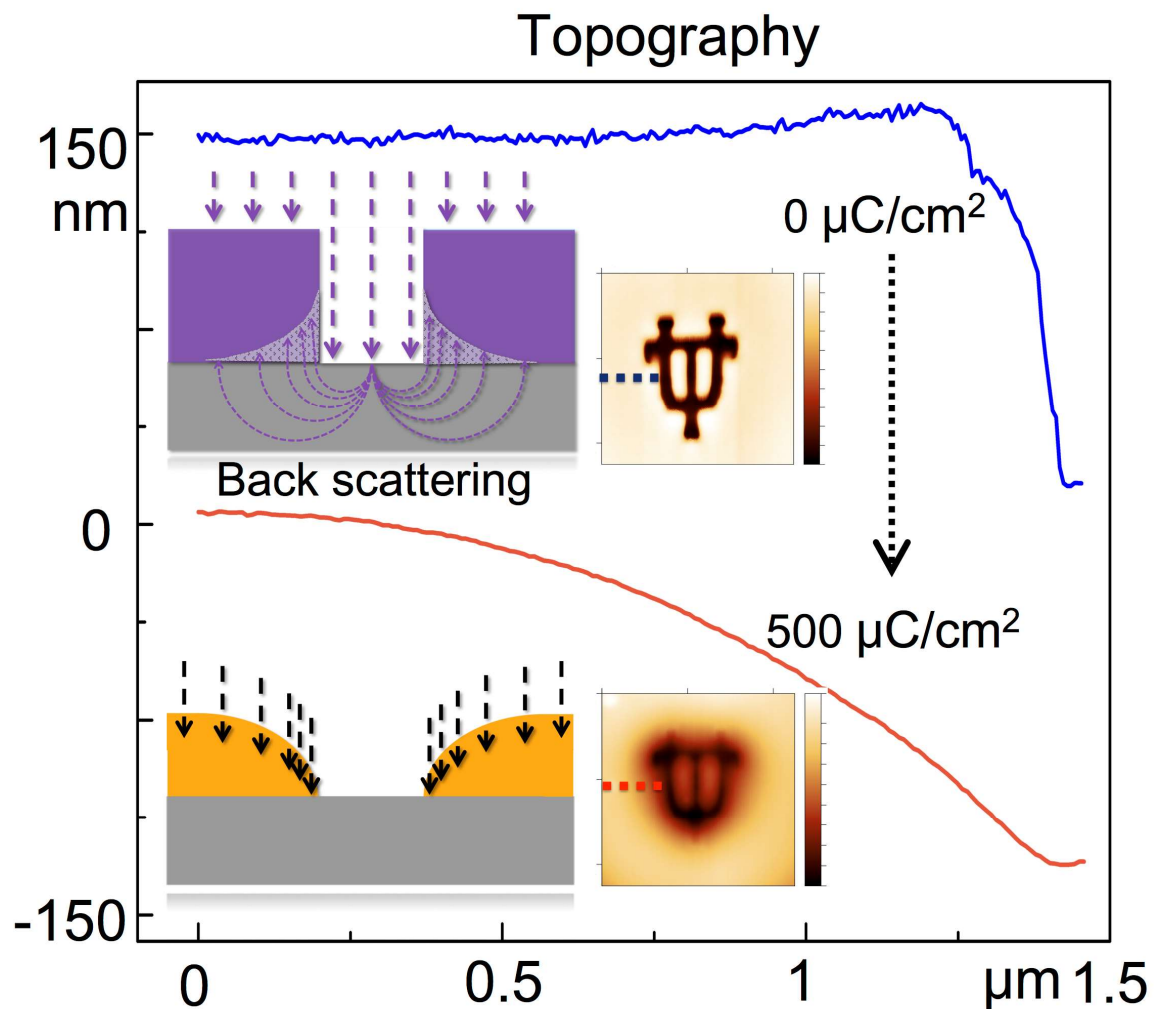 Topography
150
nm
0 µC/cm²
Back scattering
0
500 µC/cm²
-150
0
0.5
1
µm
1.5